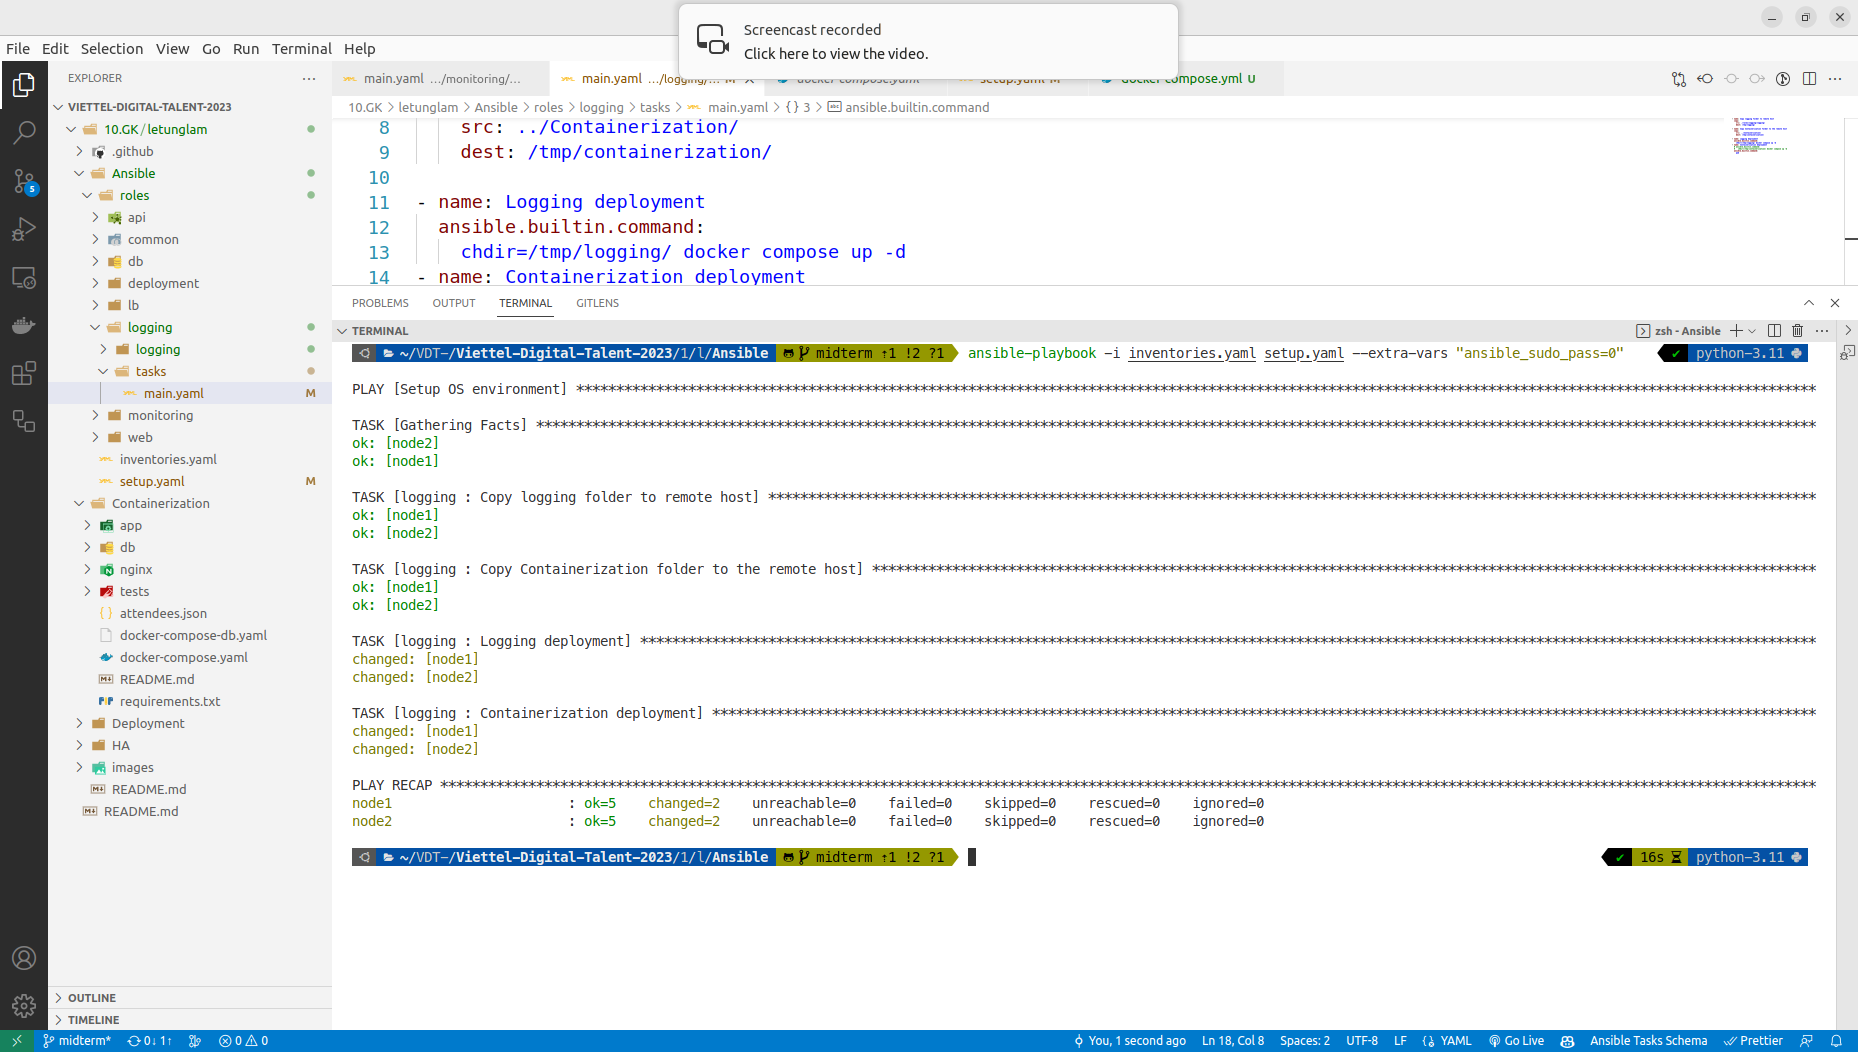 Screencast recorded
Click here to view the video.
File Edit Selection View Go Run Terminal Help
EXPLORER
main.yaml .../monitoring/...
main.yaml .../logging/... M
docker-compose.yaml
setup.yaml M
docker-compose.yml U
10.GK > letunglam > Ansible > roles > logging > tasks > main.yaml > { } 3 > ansible.builtin.command
VIETTEL-DIGITAL-TALENT-2023
10.GK / letunglam
.github
Ansible
roles
api
common
db
deployment
lb
logging
logging
tasks
main.yaml M
monitoring
web
inventories.yaml
setup.yaml M
Containerization
app
db
nginx
tests
attendees.json
docker-compose-db.yaml
docker-compose.yaml
README.md
requirements.txt
Deployment
HA
images
README.md
README.md
OUTLINE
TIMELINE
5
8 src: ../Containerization/
9 dest: /tmp/containerization/
10
11 - name: Logging deployment
12 ansible.builtin.command:
13 chdir=/tmp/logging/ docker compose up -d
14 - name: Containerization deployment
PROBLEMS OUTPUT TERMINAL GITLENS
TERMINAL
zsh - Ansible
~/VDT-/Viettel-Digital-Talent-2023/1/l/Ansible midterm ⇡1 !2 ?1 ansible-playbook -i inventories.yaml setup.yaml --extra-vars "ansible_sudo_pass=0" ✔ python-3.11
PLAY [Setup OS environment] ***
TASK [Gathering Facts] ***
ok: [node2]
ok: [node1]
TASK [logging : Copy logging folder to remote host] ***
ok: [node1]
ok: [node2]
TASK [logging : Copy Containerization folder to the remote host] ***
ok: [node1]
ok: [node2]
TASK [logging : Logging deployment] ***
changed: [node1]
changed: [node2]
TASK [logging : Containerization deployment] ***
changed: [node1]
changed: [node2]
PLAY RECAP ***
node1 : ok=5 changed=2 unreachable=0 failed=0 skipped=0 rescued=0 ignored=0
node2 : ok=5 changed=2 unreachable=0 failed=0 skipped=0 rescued=0 ignored=0
~/VDT-/Viettel-Digital-Talent-2023/1/l/Ansible midterm ⇡1 !2 ?1 ✔ 16s python-3.11
midterm* 0↓ 1↑ 0 0 You, 1 second ago Ln 18, Col 8 Spaces: 2 UTF-8 LF YAML Go Live Ansible Tasks Schema Prettier